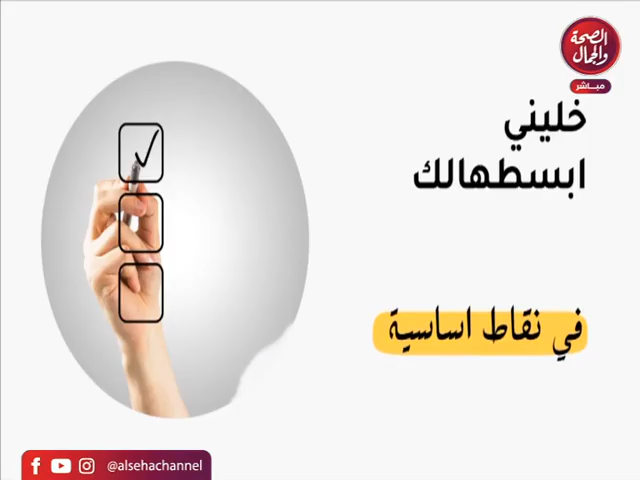 الصحة
والجمال
مباشر
خليني
ابسطهالك
في نقاط اساسية
@alsehachannel